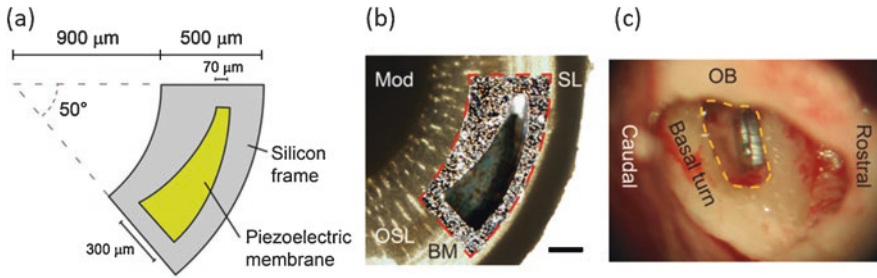 (a)
900 μm
500 μm
70 μm
50°
Silicon
frame
Piezoelectric
membrane
300 μm
(b)
Mod
SL
OSL
BM
(c)
OB
Caudal
Basal turn
Rostral